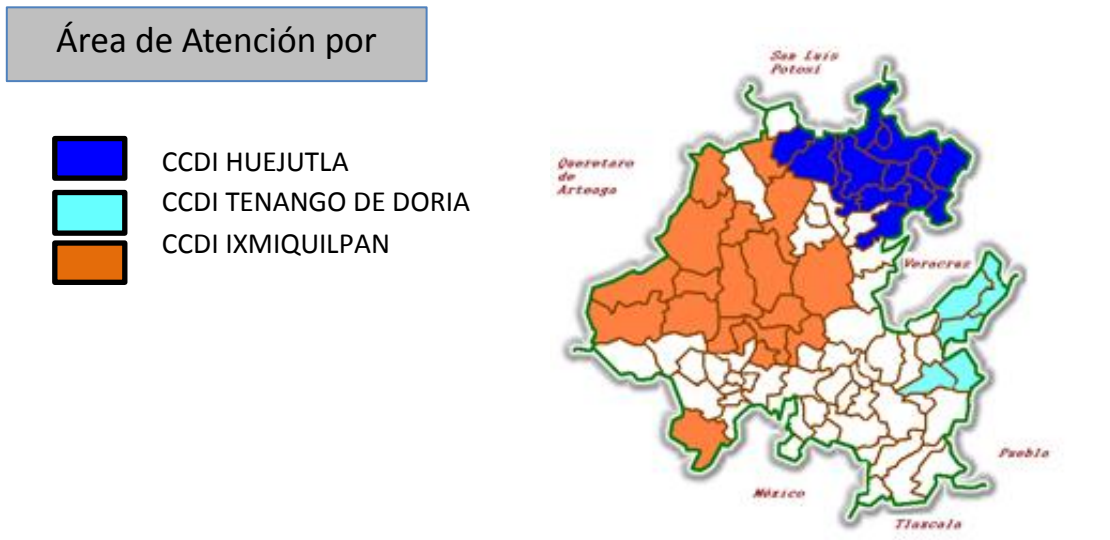 Área de Atención por
CCDI HUEJUTLA
CCDI TENANGO DE DORIA
CCDI IXMIQUILPAN
San Luis
Potosí
Queretaro
de
Arteaga
Veracruz
Puebla
México
Tlaxcala